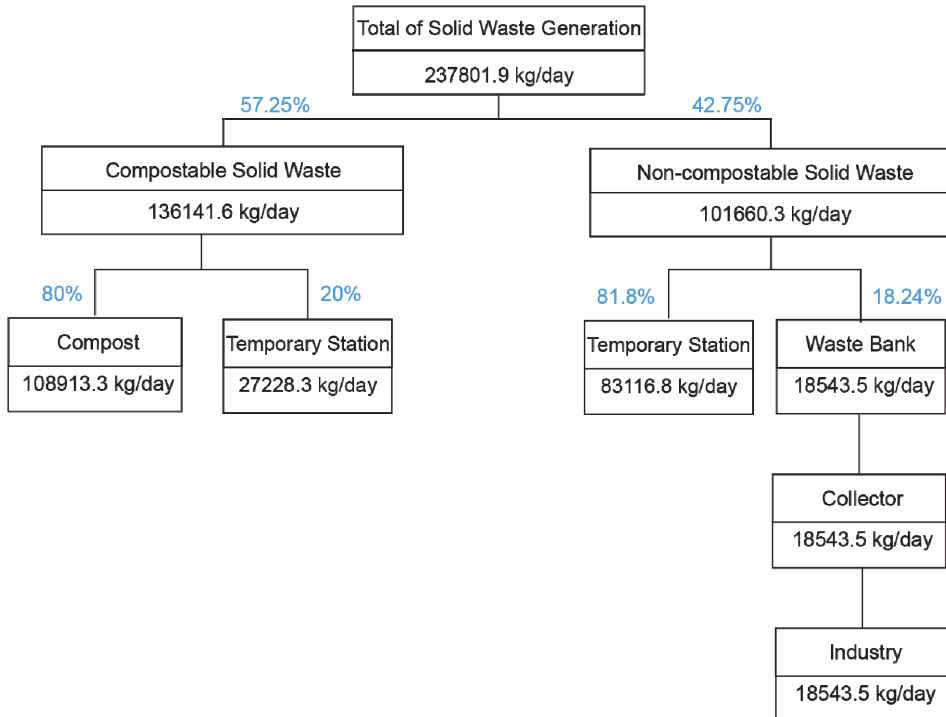 Total of Solid Waste Generation
237801.9 kg/day
57.25%
42.75%
Compostable Solid Waste
136141.6 kg/day
Non-compostable Solid Waste
101660.3 kg/day
80%
20%
81.8%
18.24%
Compost
108913.3 kg/day
Temporary Station
27228.3 kg/day
Temporary Station
83116.8 kg/day
Waste Bank
18543.5 kg/day
Collector
18543.5 kg/day
Industry
18543.5 kg/day